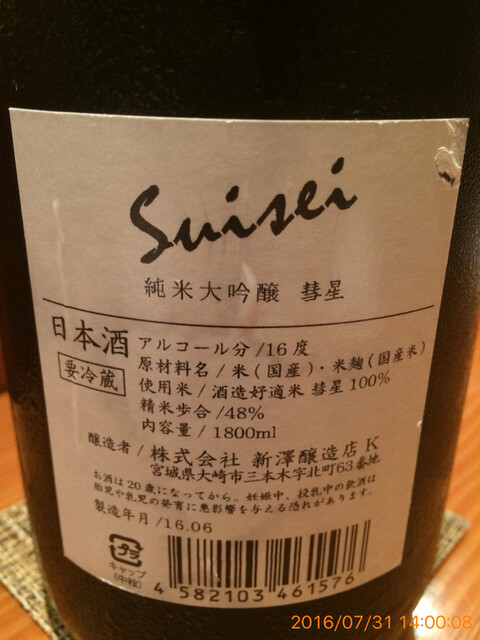 Suisei
純米大吟醸 彗星
日本酒
要冷蔵
アルコール分/16度
原材料名/米(国産)・米麹(国産米)
使用米/酒造好適米 彗星100%
精米歩合/48%
内容量/1800ml
醸造者/株式会社 新澤醸造店 K
宮城県大崎市三本木字北町63番地
お酒は20歳になってから。妊娠中、授乳中の飲酒は
胎児や乳児の発育に悪影響を与える恐れがあります。
製造年月/16.06
プラ
キャップ
(中栓)
4 582103 461576
2016/07/31 14:00:08